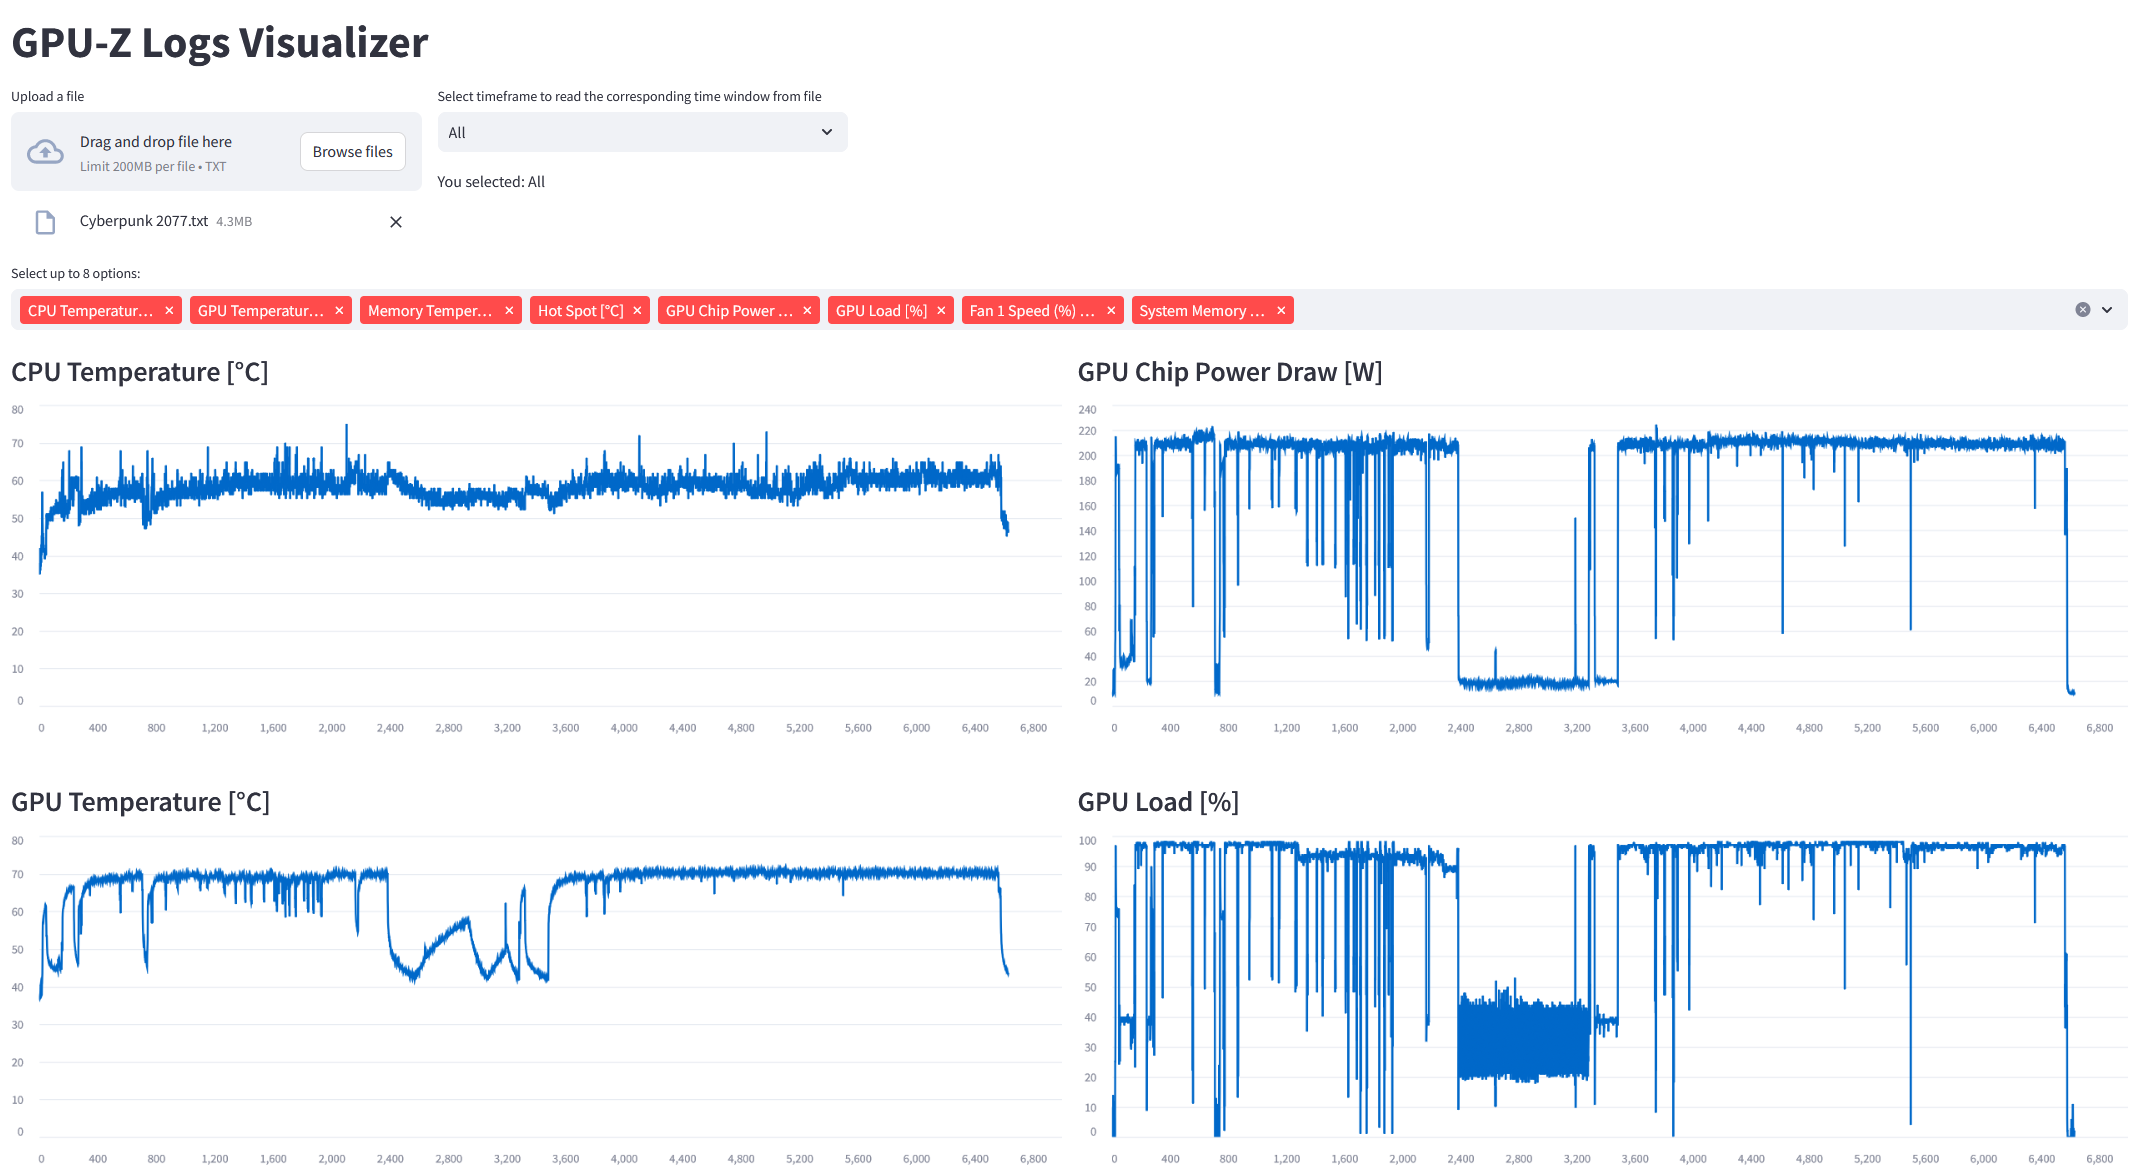 GPU-Z Logs Visualizer
Upload a file
Select timeframe to read the corresponding time window from file
Drag and drop file here
Limit 200MB per file • TXT
Browse files
All
You selected: All
Cyberpunk 2077.txt 4.3MB
Select up to 8 options:
CPU Temperatur... GPU Temperatur... Memory Temper... Hot Spot [°C] GPU Chip Power ... GPU Load [%] Fan 1 Speed (%) ... System Memory ...
CPU Temperature [°C]
80
70
60
50
40
30
20
10
0
0 400 800 1,200 1,600 2,000 2,400 2,800 3,200 3,600 4,000 4,400 4,800 5,200 5,600 6,000 6,400 6,800
GPU Chip Power Draw [W]
240
220
200
180
160
140
120
100
80
60
40
20
0
0 400 800 1,200 1,600 2,000 2,400 2,800 3,200 3,600 4,000 4,400 4,800 5,200 5,600 6,000 6,400 6,800
GPU Temperature [°C]
80
70
60
50
40
30
20
10
0
0 400 800 1,200 1,600 2,000 2,400 2,800 3,200 3,600 4,000 4,400 4,800 5,200 5,600 6,000 6,400 6,800
GPU Load [%]
100
90
80
70
60
50
40
30
20
10
0
0 400 800 1,200 1,600 2,000 2,400 2,800 3,200 3,600 4,000 4,400 4,800 5,200 5,600 6,000 6,400 6,800